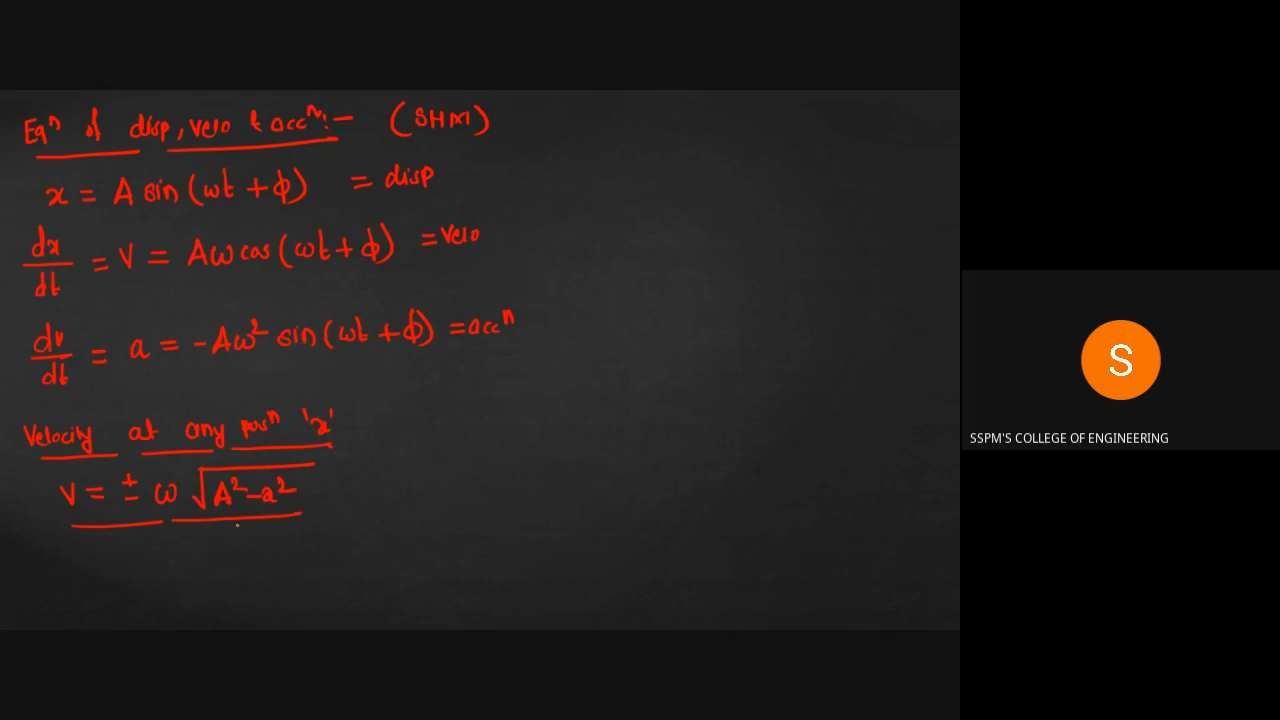 Eqⁿ of disp, velo & accⁿ:- (SHM)
x = A sin (ωt + ϕ) = disp
dx/dt = V = Aω cos (ωt + ϕ) = velo
dv/dt = a = -Aω² sin (ωt + ϕ) = accⁿ
Velocity at any posⁿ 'x'
V = ± ω √A²-x²
S
SSPM'S COLLEGE OF ENGINEERING